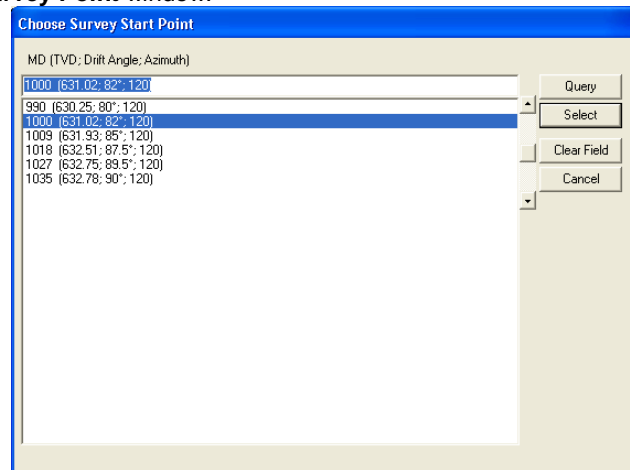 Choose Survey Start Point
MD (TVD; Drift Angle; Azimuth)
1000 (631.02; 82°; 120)
990 (630.25; 80°; 120)
1000 (631.02; 82°; 120)
1009 (631.93; 85°; 120)
1018 (632.51; 87.5°; 120)
1027 (632.75; 89.5°; 120)
1035 (632.78; 90°; 120)
Query
Select
Clear Field
Cancel